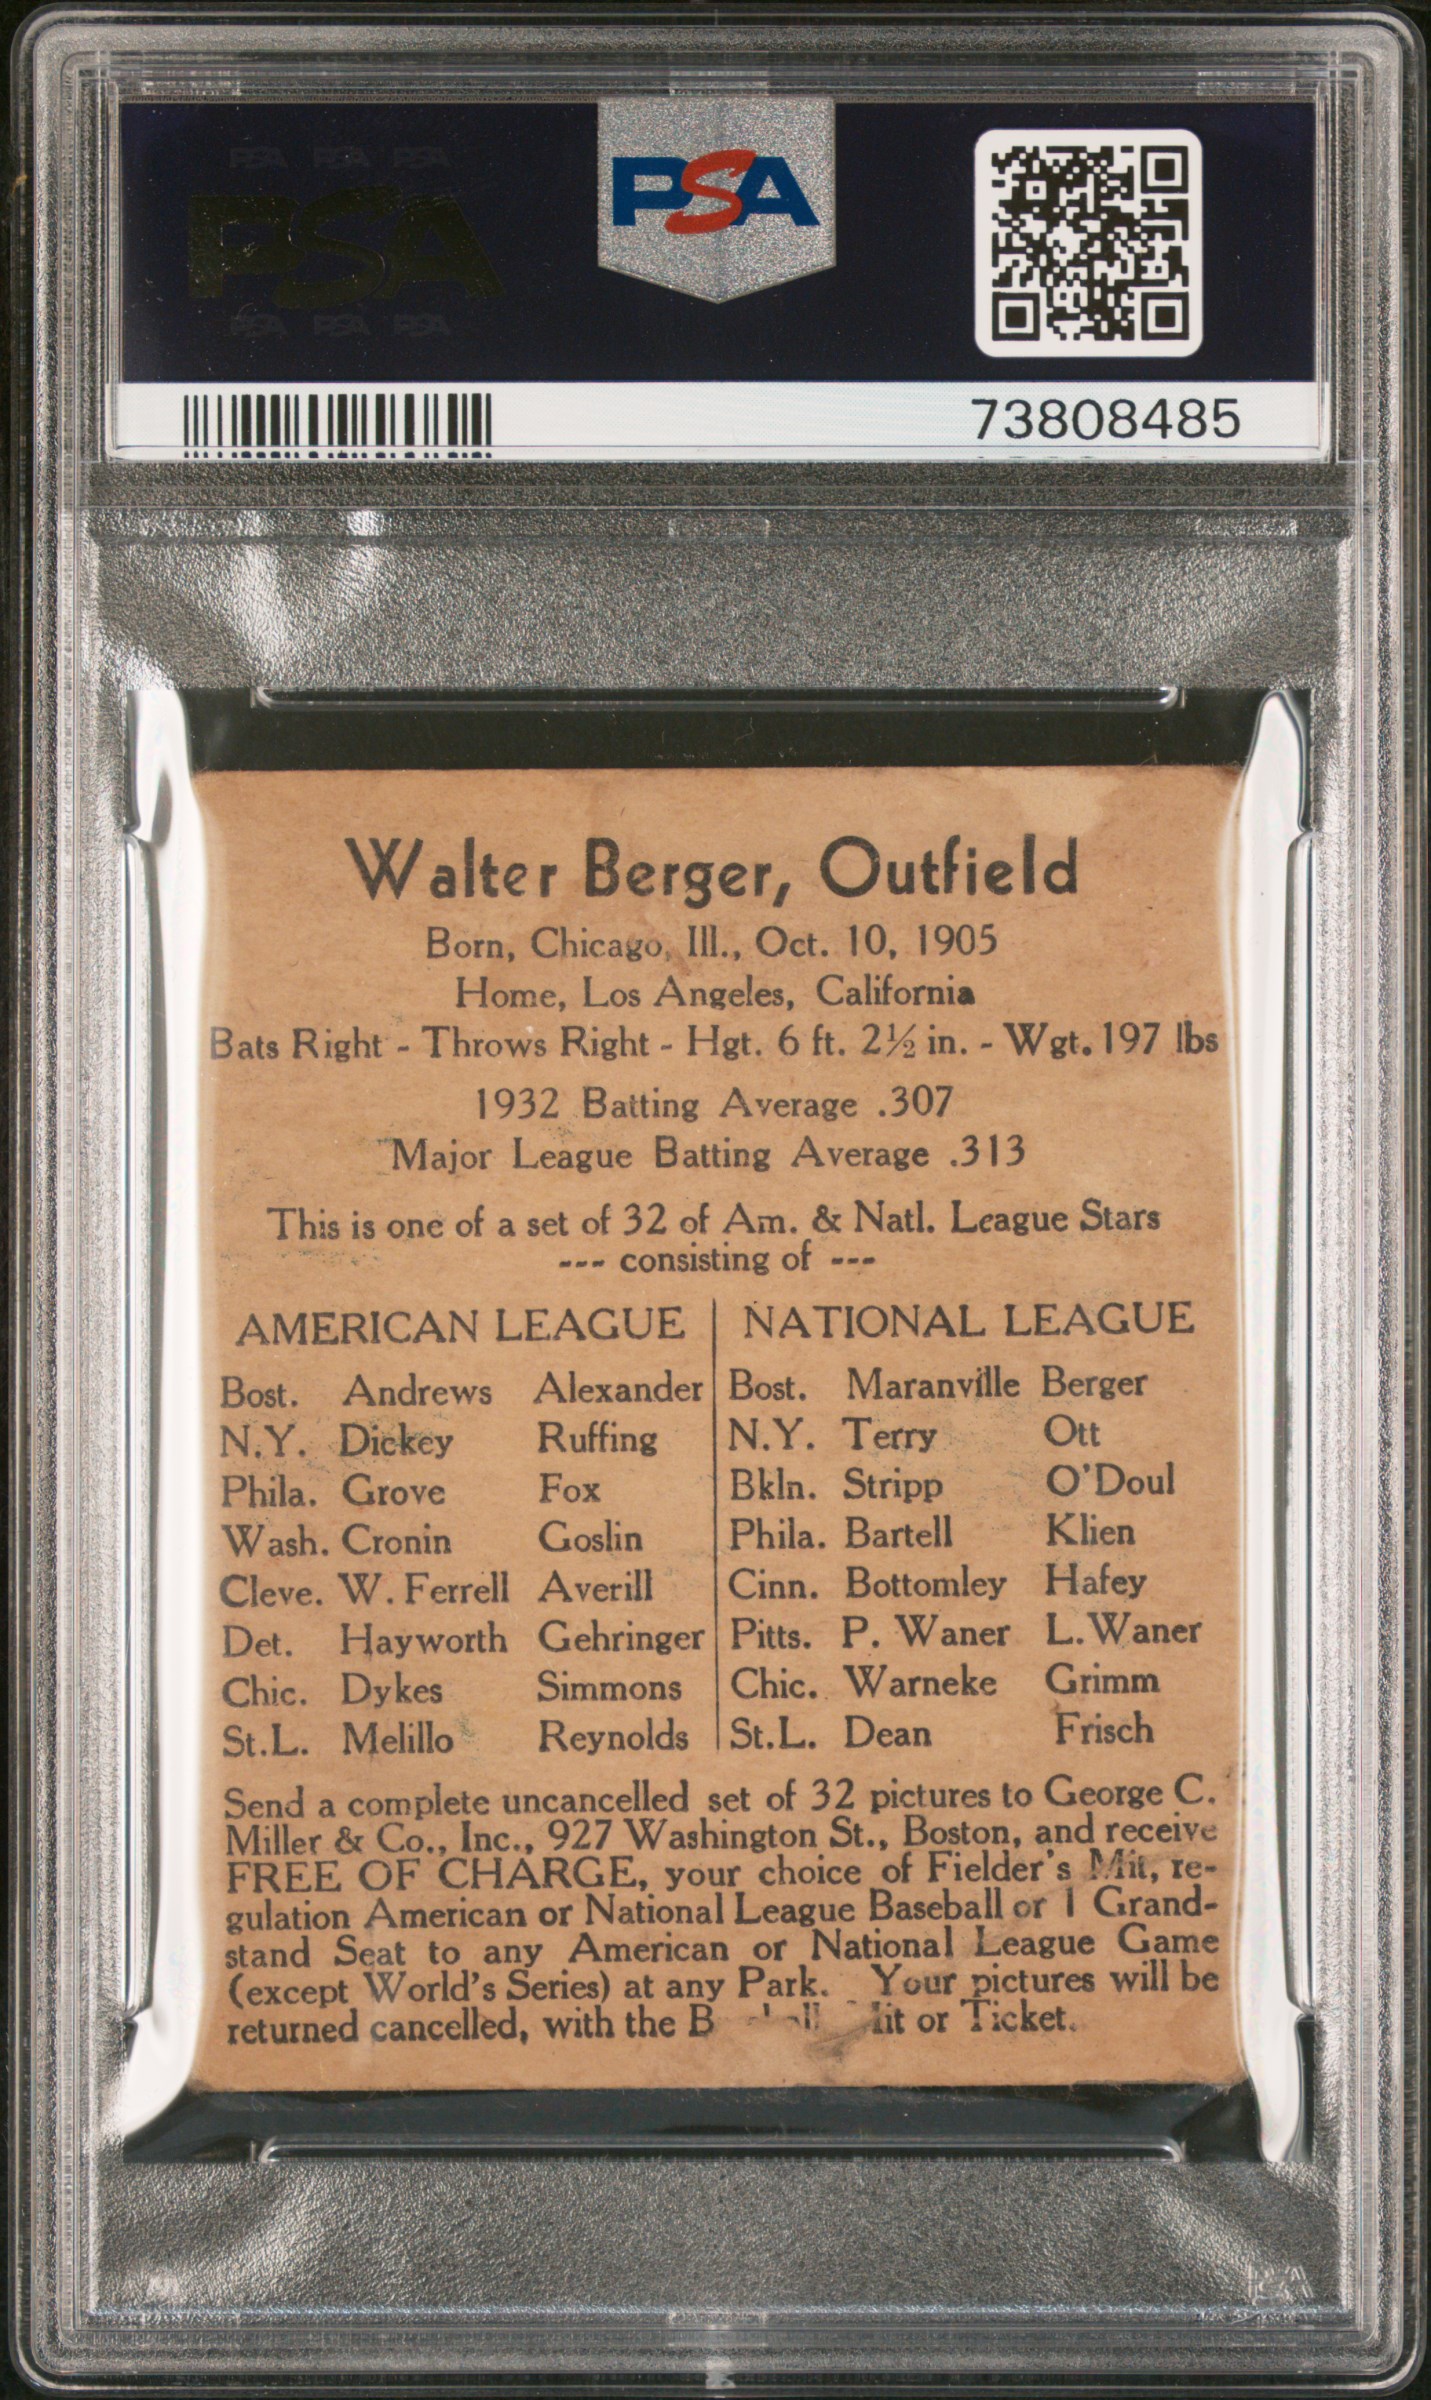 PSA
PSA
73808485
Walter Berger, Outfield
Born, Chicago, Ill., Oct. 10, 1905
Home, Los Angeles, California
Bats Right - Throws Right - Hgt. 6 ft. 2½ in. - Wgt. 197 lbs
1932 Batting Average .307
Major League Batting Average .313
This is one of a set of 32 of Am. & Natl. League Stars
--- consisting of ---
AMERICAN LEAGUE
Bost. Andrews Alexander
N.Y. Dickey Ruffing
Phila. Grove Fox
Wash. Cronin Goslin
Cleve. W. Ferrell Averill
Det. Hayworth Gehringer
Chic. Dykes Simmons
St.L. Melillo Reynolds
NATIONAL LEAGUE
Bost. Maranville Berger
N.Y. Terry Ott
Bkln. Stripp O'Doul
Phila. Bartell Klien
Cinn. Bottomley Hafey
Pitts. P. Waner L. Waner
Chic. Warneke Grimm
St.L. Dean Frisch
Send a complete uncancelled set of 32 pictures to George C.
Miller & Co., Inc., 927 Washington St., Boston, and receive
FREE OF CHARGE, your choice of Fielder's Mit, re-
gulation American or National League Baseball or 1 Grand-
stand Seat to any American or National League Game
(except World's Series) at any Park. Your pictures will be
returned cancelled, with the or Ticket.